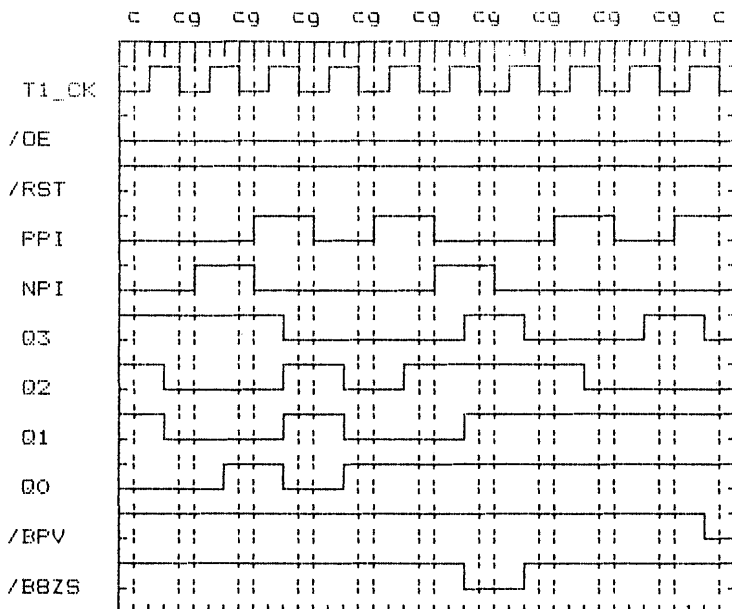 c cg cg cg cg cg cg cg cg cg c
T1_CK
/OE
/RST
PPI
NPI
Q3
Q2
Q1
Q0
/BPV
/B8ZS